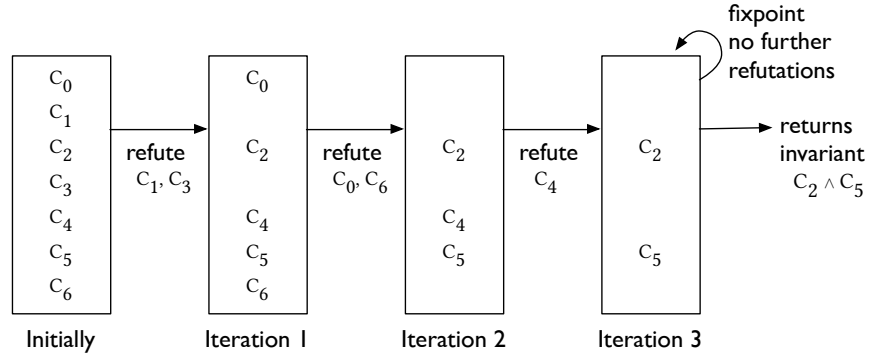 fixpoint
no further
refutations
C0
C1
C2
C3
C4
C5
C6
Initially
refute
C1, C3
C0
C2
C4
C5
C6
Iteration 1
refute
C0, C6
C2
C4
C5
Iteration 2
refute
C4
C2
C5
Iteration 3
returns
invariant
C2 ∧ C5